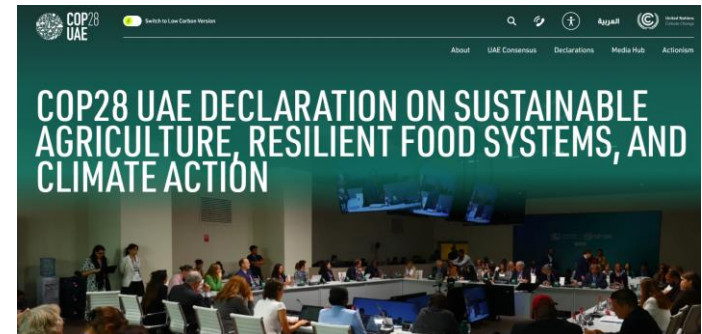 COP28
UAE
Switch to Low Carbon Version
العربية
United Nations
Climate Change
About UAE Consensus Declarations Media Hub Actionism
COP28 UAE DECLARATION ON SUSTAINABLE
AGRICULTURE, RESILIENT FOOD SYSTEMS, AND
CLIMATE ACTION